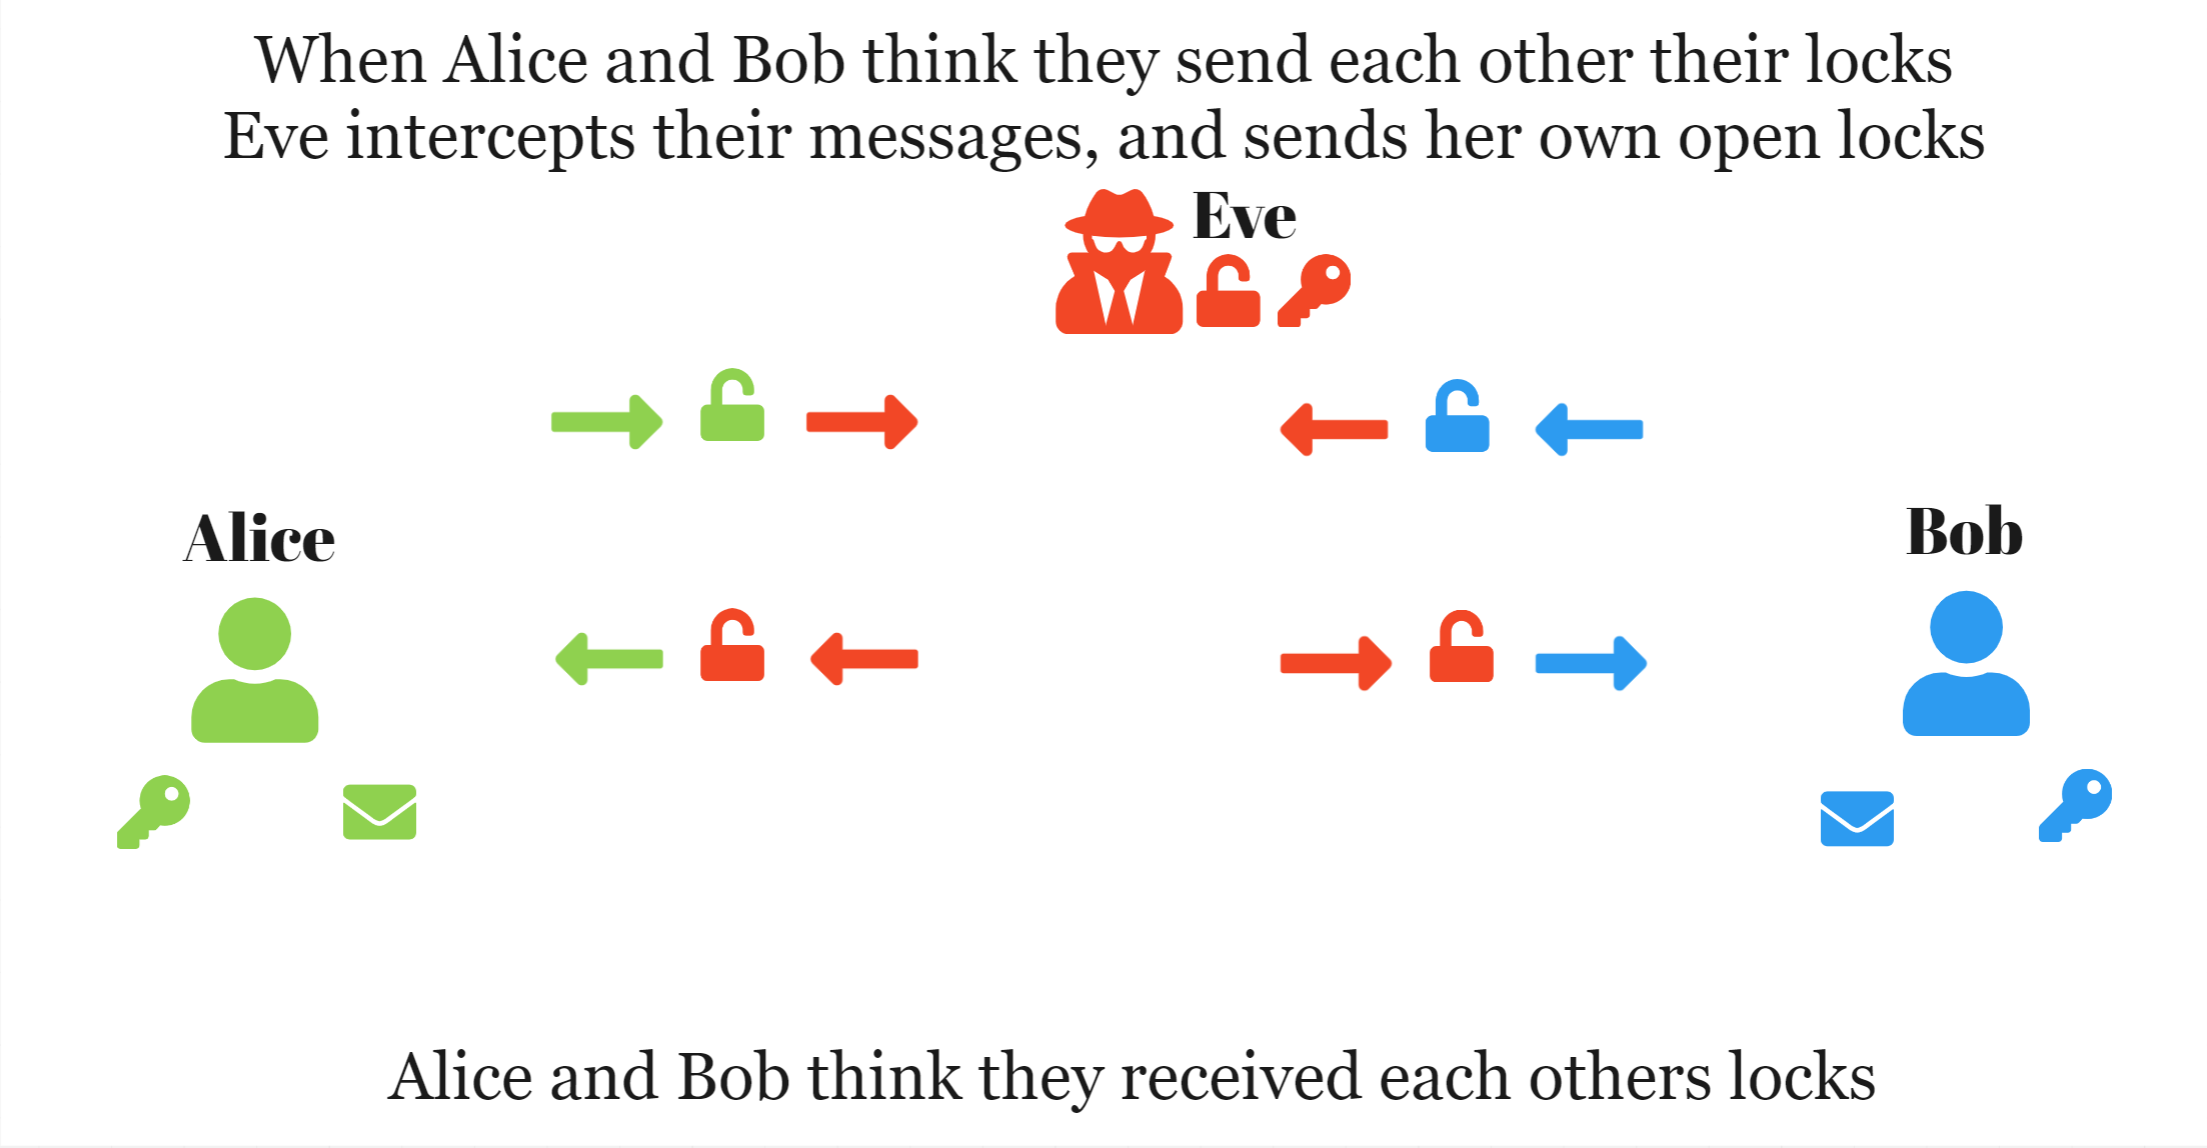 When Alice and Bob think they send each other their locks
Eve intercepts their messages, and sends her own open locks
Eve
Alice
Bob
Alice and Bob think they received each others locks